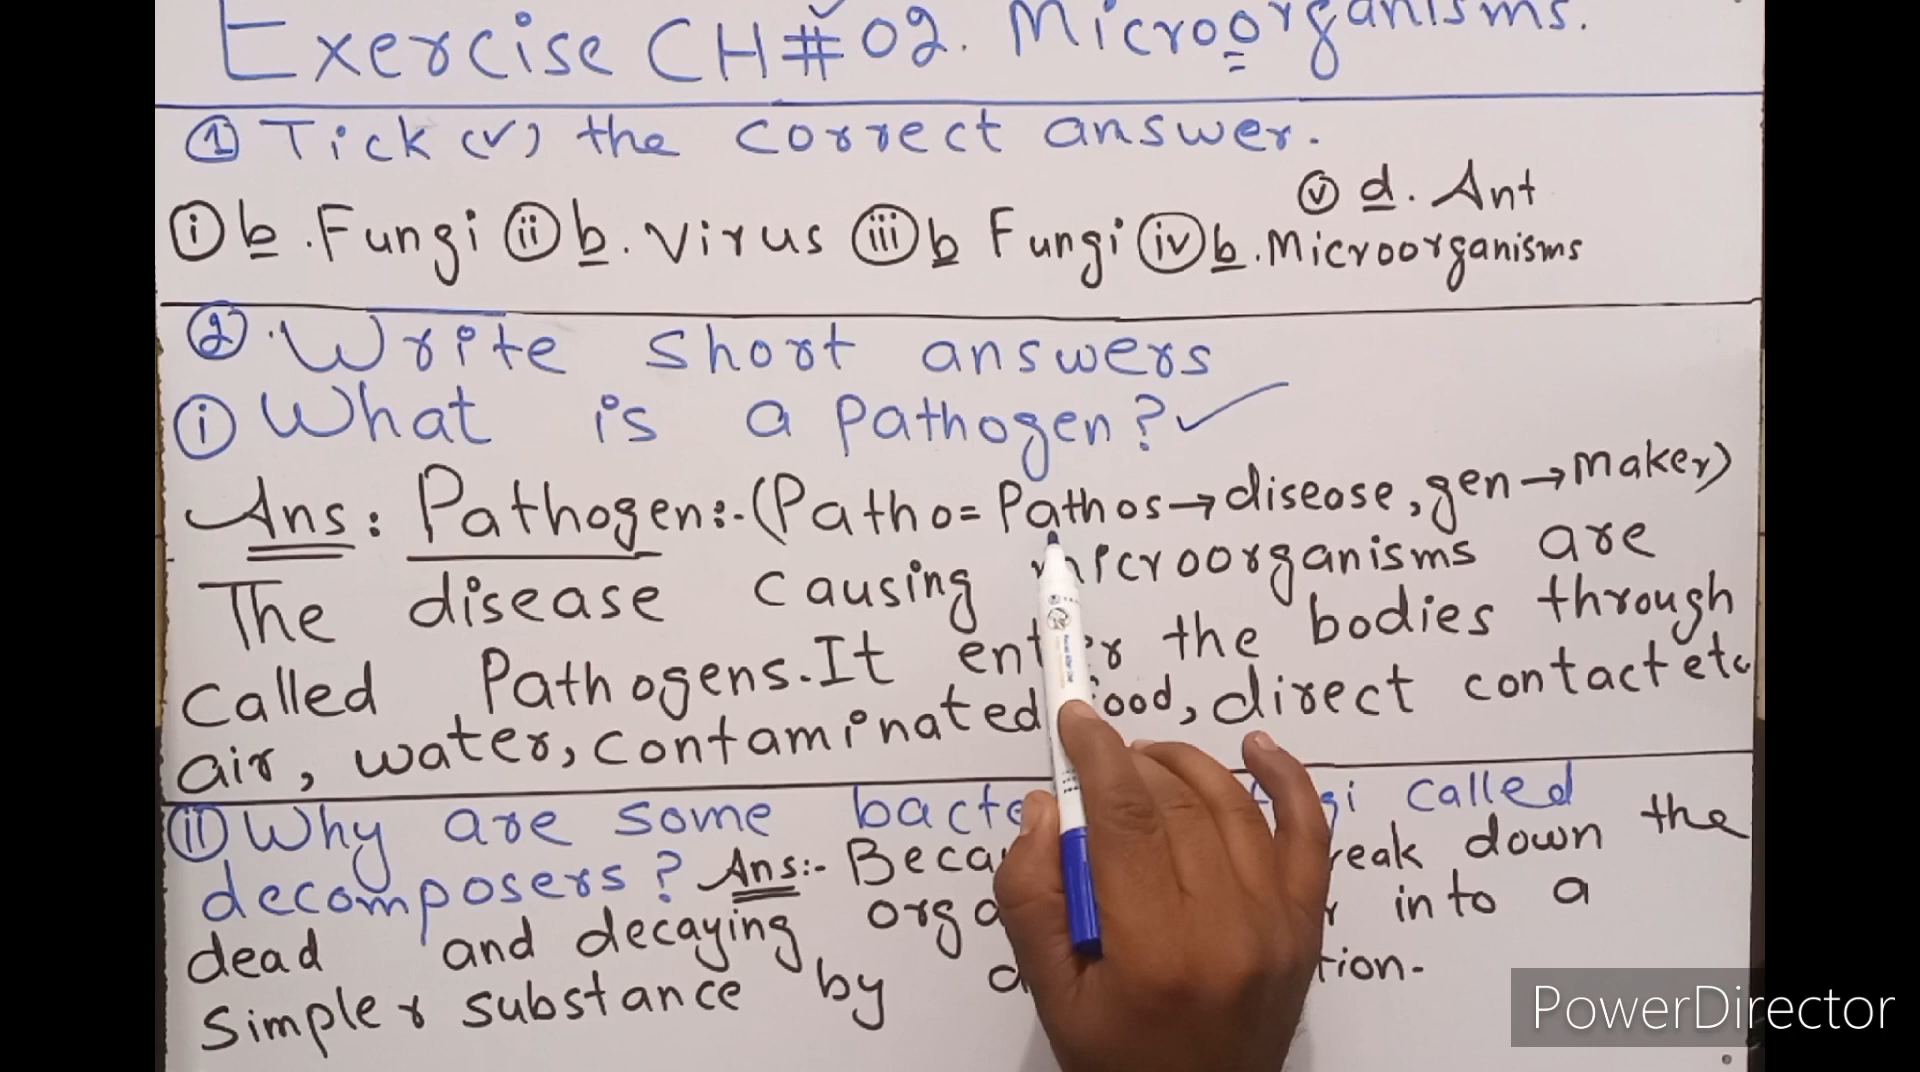 Exercise CH#02. Microorganisms.
① Tick (✓) the correct answer.
ⓥ d. Ant
ⓘ b. Fungi ⓘⓘ b. Virus ⓘⓘⓘ b Fungi ⓘⓥ b. Microorganisms
② . Write short answers
ⓘ What is a pathogen? ✓
Ans: Pathogen:-(Patho=Pathos→disease, gen→maker)
The disease causing microorganisms are
called Pathogens. It enter the bodies through
air, water, contaminated food, direct contact etc
ⓘⓘ Why are some called
decomposers? Ans:- down the
dead and decaying into a
Simpler substance by
PowerDirector